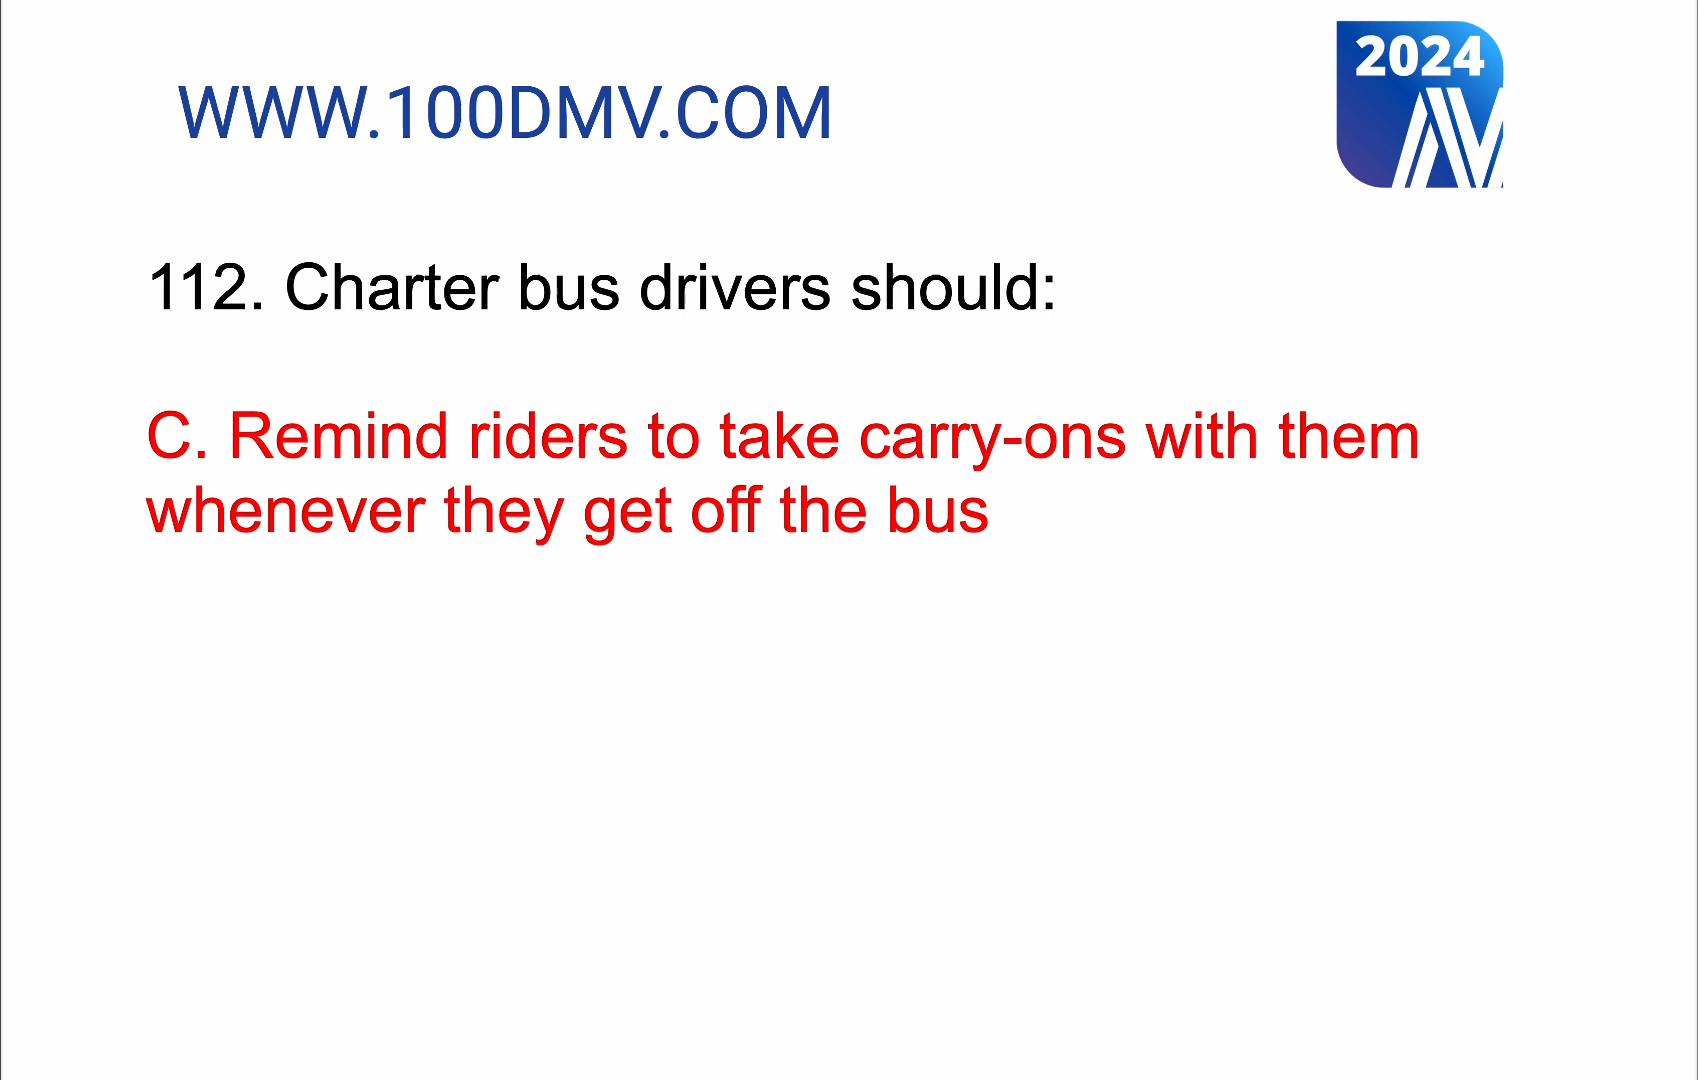 WWW.100DMV.COM
2024
112. Charter bus drivers should:
C. Remind riders to take carry-ons with them
whenever they get off the bus